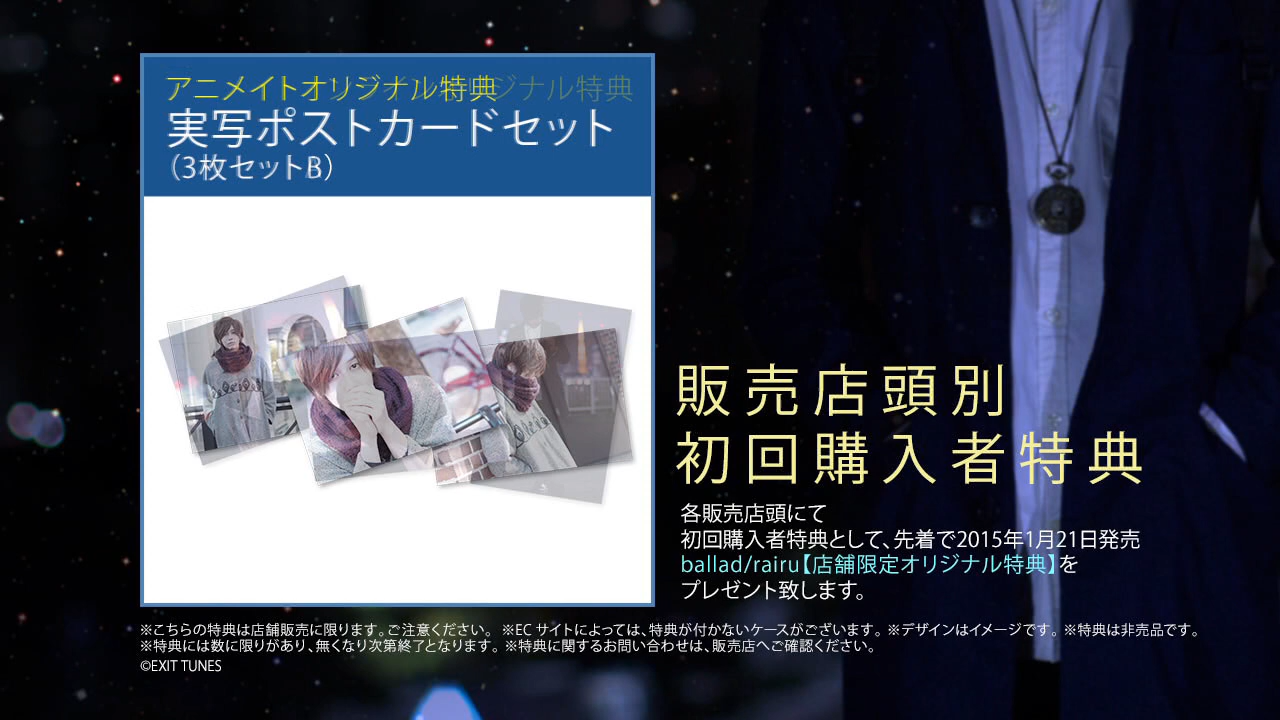 アニメイトオリジナル特典
実写ポストカードセット
（3枚セットB）
販売店頭別
初回購入者特典
各販売店頭にて
初回購入者特典として、先着で2015年1月21日発売
ballad/rairu【店舗限定オリジナル特典】を
プレゼント致します。
※こちらの特典は店舗販売に限ります。ご注意ください。 ※EC サイトによっては、特典が付かないケースがございます。 ※デザインはイメージです。 ※特典は非売品です。
※特典には数に限りがあり、無くなり次第終了となります。 ※特典に関するお問い合わせは、販売店へご確認ください。
©EXIT TUNES